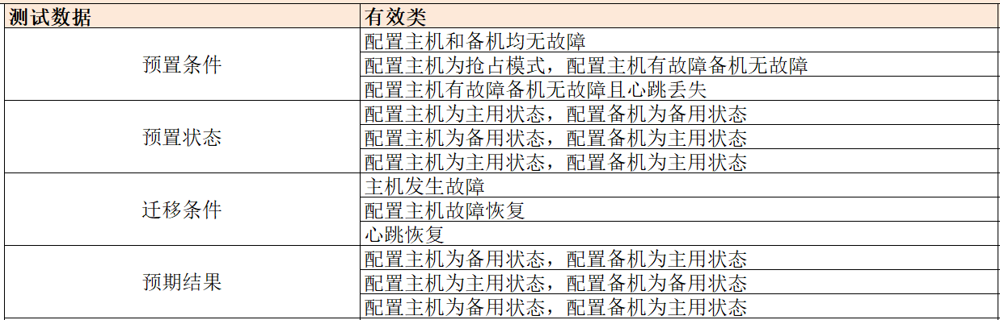 测试数据 有效类
预置条件
配置主机和备机均无故障
配置主机为抢占模式，配置主机有故障备机无故障
配置主机有故障备机无故障且心跳丢失
预置状态
配置主机为主用状态，配置备机为备用状态
配置主机为备用状态，配置备机为主用状态
配置主机为主用状态，配置备机为主用状态
迁移条件
主机发生故障
配置主机故障恢复
心跳恢复
预期结果
配置主机为备用状态，配置备机为主用状态
配置主机为主用状态，配置备机为备用状态
配置主机为备用状态，配置备机为主用状态